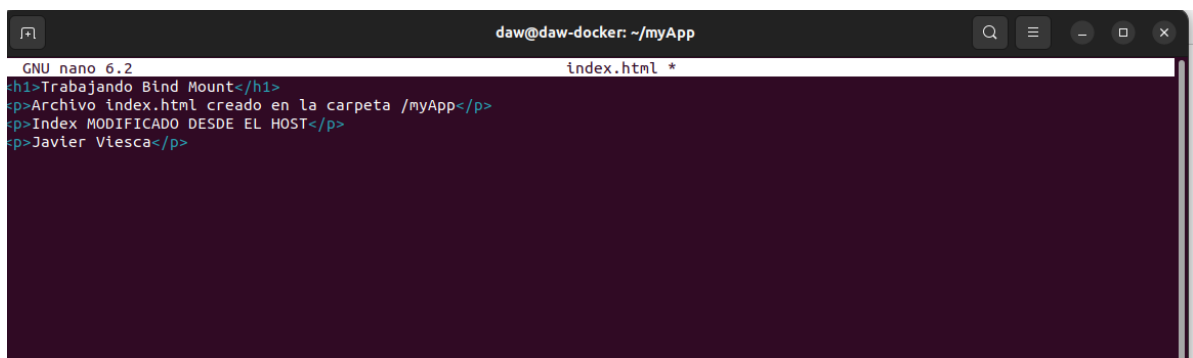 daw@daw-docker: ~/myApp
GNU nano 6.2 index.html *
<h1>Trabajando Bind Mount</h1>
<p>Archivo index.html creado en la carpeta /myApp</p>
<p>Index MODIFICADO DESDE EL HOST</p>
<p>Javier Viesca</p>